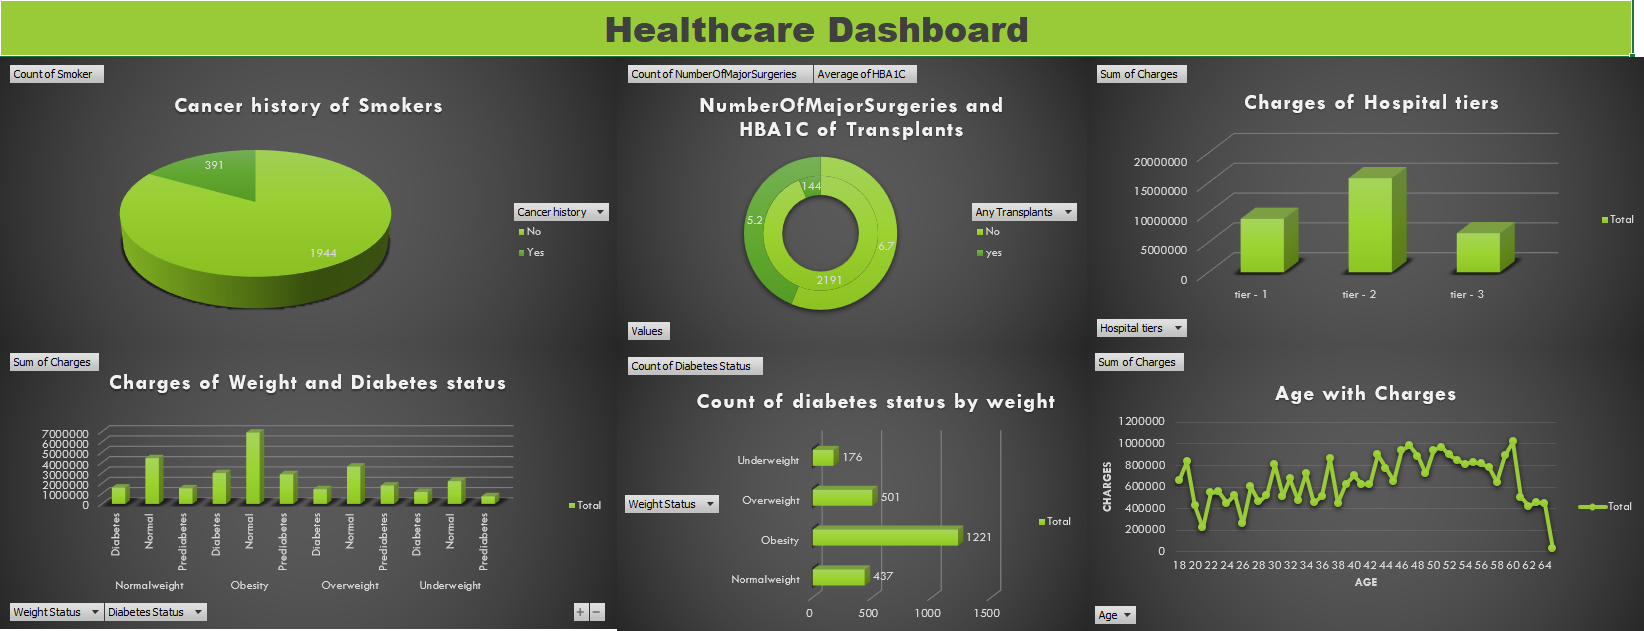 Healthcare Dashboard
Count of Smoker
Cancer history of Smokers
391
1944
Cancer history
No
Yes
Count of NumberOfMajorSurgeries
Average of HBA1C
NumberOfMajorSurgeries and
HBA1C of Transplants
144
5.2
6.7
2191
Any Transplants
No
yes
Values
Sum of Charges
Charges of Hospital tiers
20000000
15000000
10000000
5000000
0
tier - 1
tier - 2
tier - 3
Total
Hospital tiers
Sum of Charges
Charges of Weight and Diabetes status
7000000
6000000
5000000
4000000
3000000
2000000
1000000
0
Diabetes
Normal
Prediabetes
Diabetes
Normal
Prediabetes
Diabetes
Normal
Prediabetes
Diabetes
Normal
Prediabetes
Normalweight
Obesity
Overweight
Underweight
Total
Weight Status
Diabetes Status
+ −
Count of Diabetes Status
Count of diabetes status by weight
Underweight
176
Overweight
501
Obesity
1221
Normalweight
437
0 500 1000 1500
Weight Status
Total
Sum of Charges
Age with Charges
CHARGES
1200000
1000000
800000
600000
400000
200000
0
18 20 22 24 26 28 30 32 34 36 38 40 42 44 46 48 50 52 54 56 58 60 62 64
AGE
Total
Age